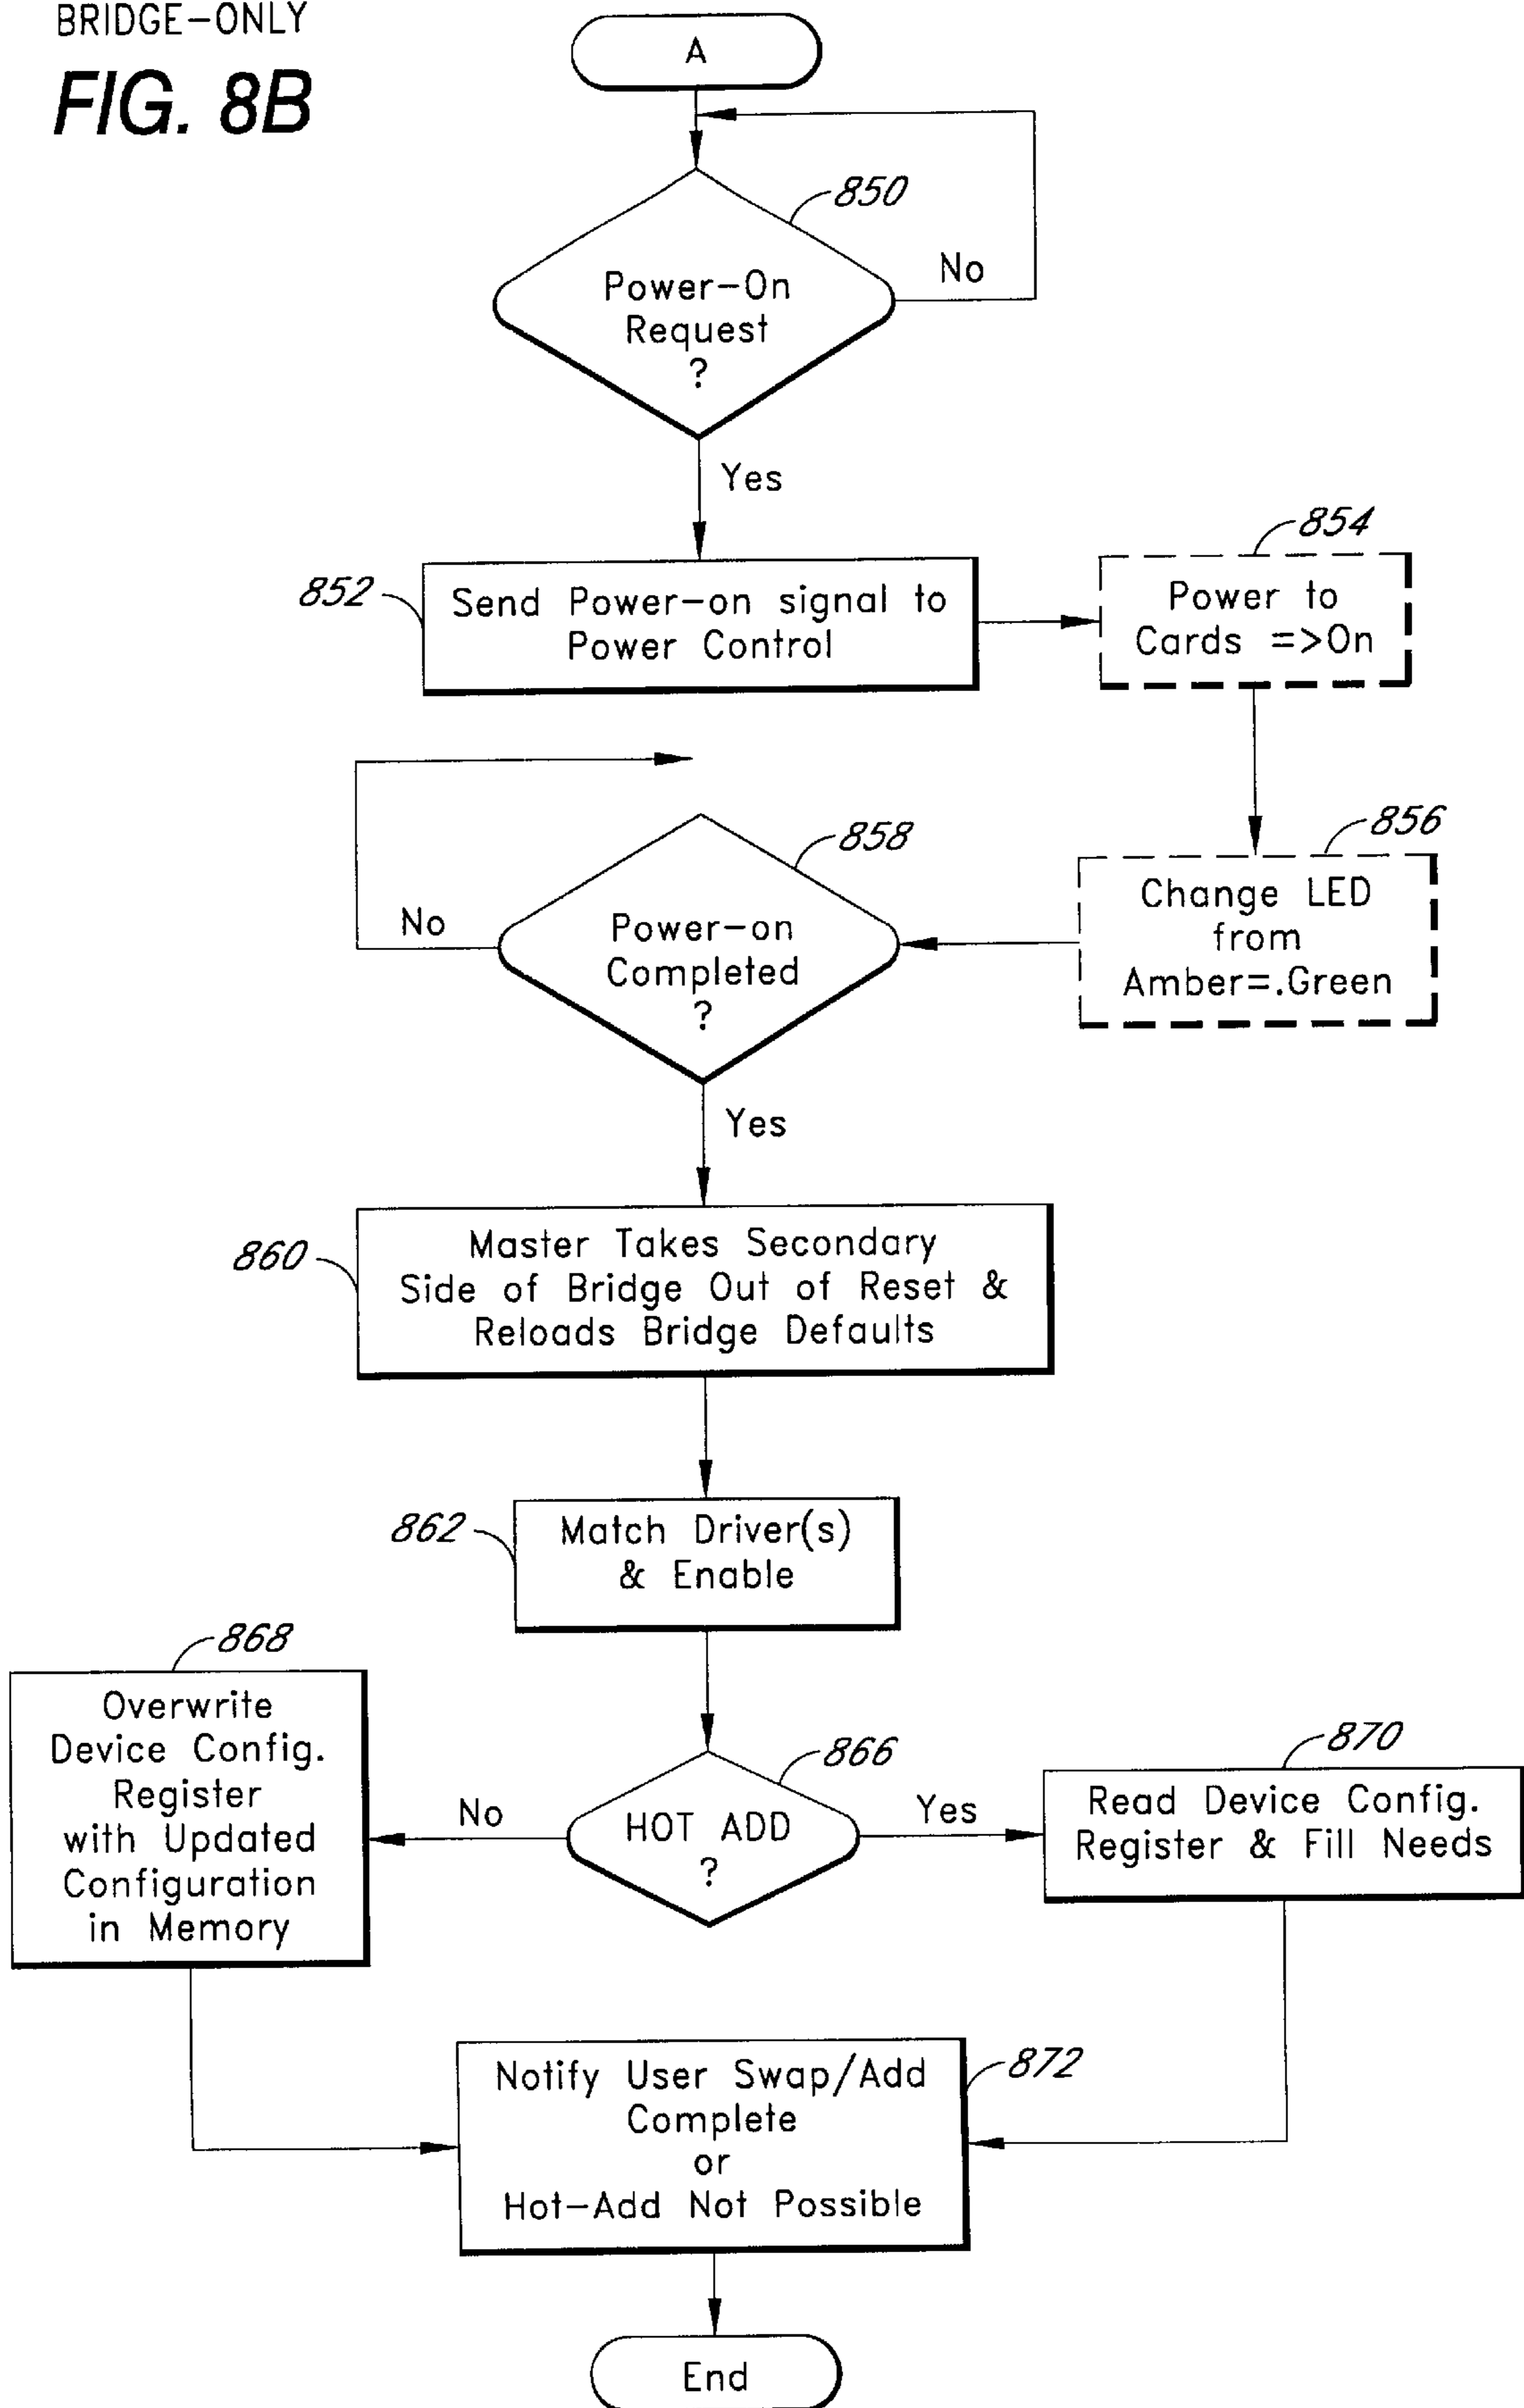 BRIDGE-ONLY
FIG. 8B
A
850
Power-On
Request
?
No
Yes
852
Send Power-on signal to
Power Control
854
Power to
Cards =>On
856
Change LED
from
Amber=.Green
858
Power-on
Completed
?
No
Yes
860
Master Takes Secondary
Side of Bridge Out of Reset &
Reloads Bridge Defaults
862
Match Driver(s)
& Enable
866
HOT ADD
?
No
Yes
868
Overwrite
Device Config.
Register
with Updated
Configuration
in Memory
870
Read Device Config.
Register & Fill Needs
872
Notify User Swap/Add
Complete
or
Hot-Add Not Possible
End